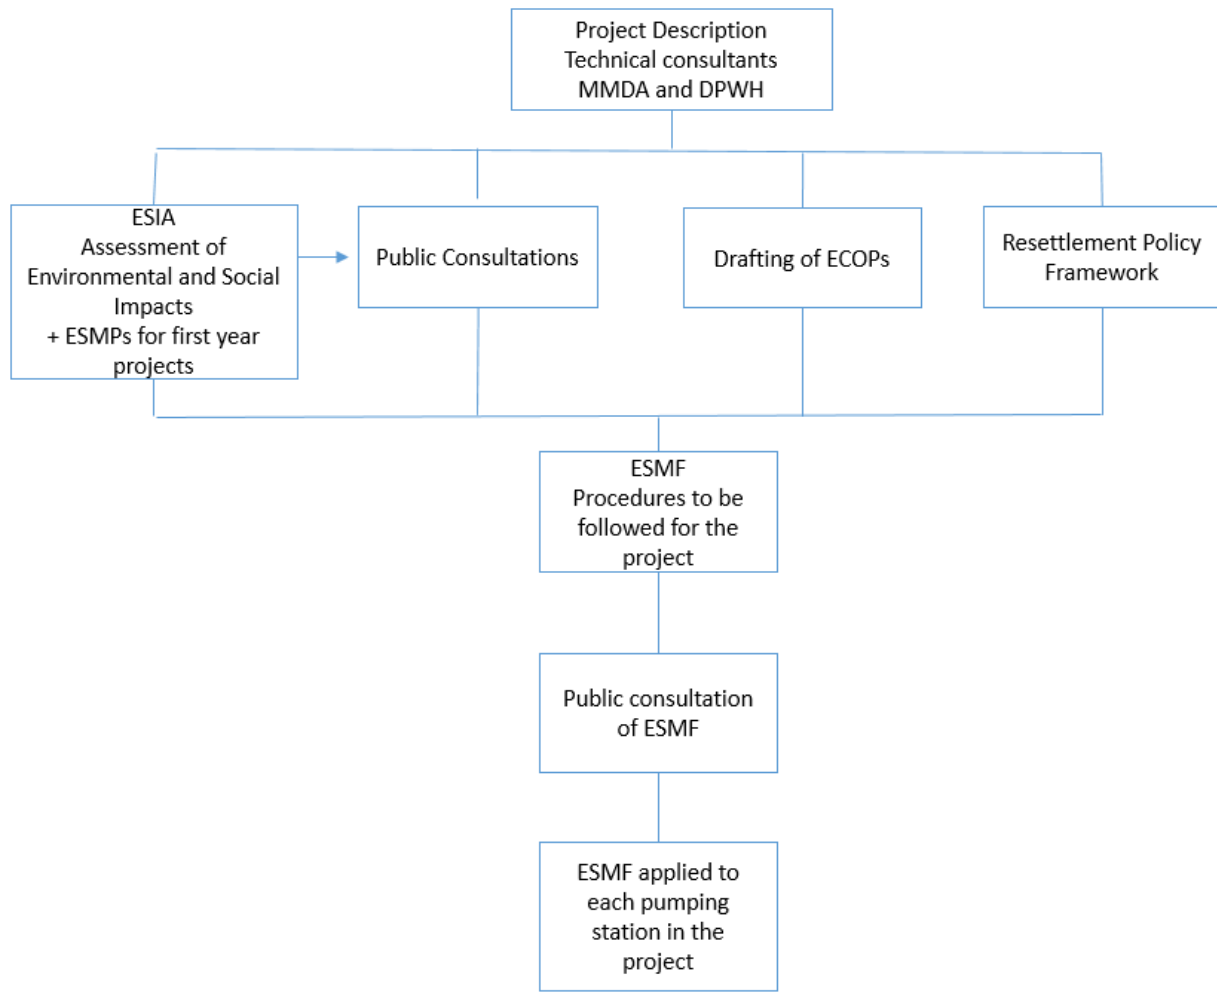 Project Description
Technical consultants
MMDA and DPWH
ESIA
Assessment of
Environmental and Social
Impacts
+ ESMPs for first year
projects
Public Consultations
Drafting of ECOPs
Resettlement Policy
Framework
ESMF
Procedures to be
followed for the
project
Public consultation
of ESMF
ESMF applied to
each pumping
station in the
project